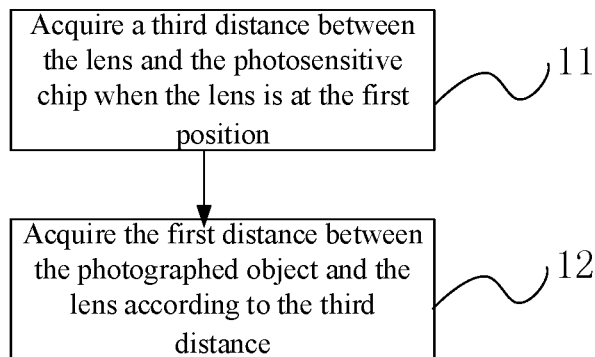 Acquire a third distance between
the lens and the photosensitive
chip when the lens is at the first
position
11
Acquire the first distance between
the photographed object and the
lens according to the third
distance
12